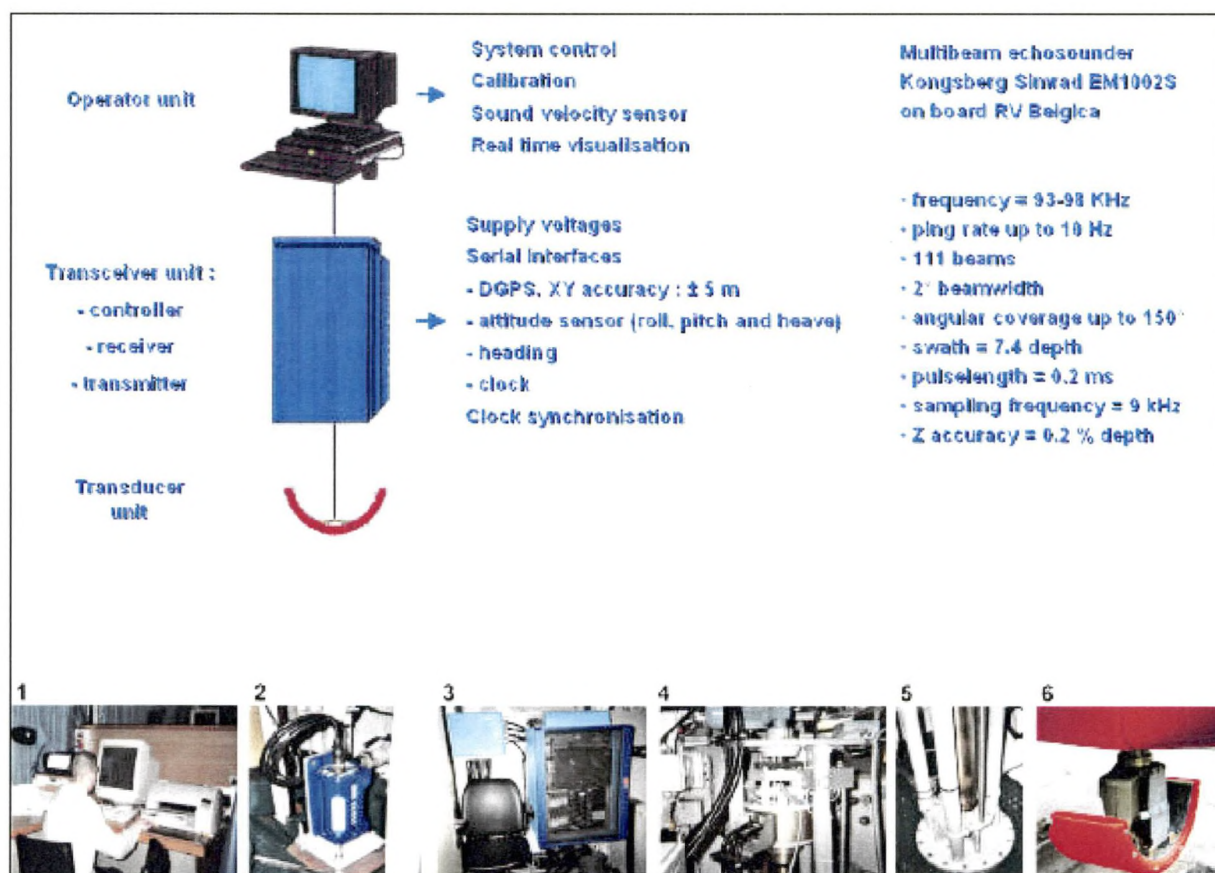 Operator unit
System control
Calibration
Sound velocity sensor
Real time visualisation
Multibeam echosounder
Kongsberg Simrad EM1002S
on board RV Belgica
Transceiver unit :
- controller
- receiver
- transmitter
Supply voltages
Serial interfaces
- DGPS, XY accuracy : ± 5 m
- attitude sensor (roll, pitch and heave)
- heading
- clock
Clock synchronisation
· frequency = 93-98 KHz
· ping rate up to 10 Hz
· 111 beams
· 2° beamwidth
· angular coverage up to 150°
· swath = 7.4 depth
· pulselength = 0.2 ms
· sampling frequency = 9 kHz
· Z accuracy = 0.2 % depth
Transducer
unit
1
2
3
4
5
6